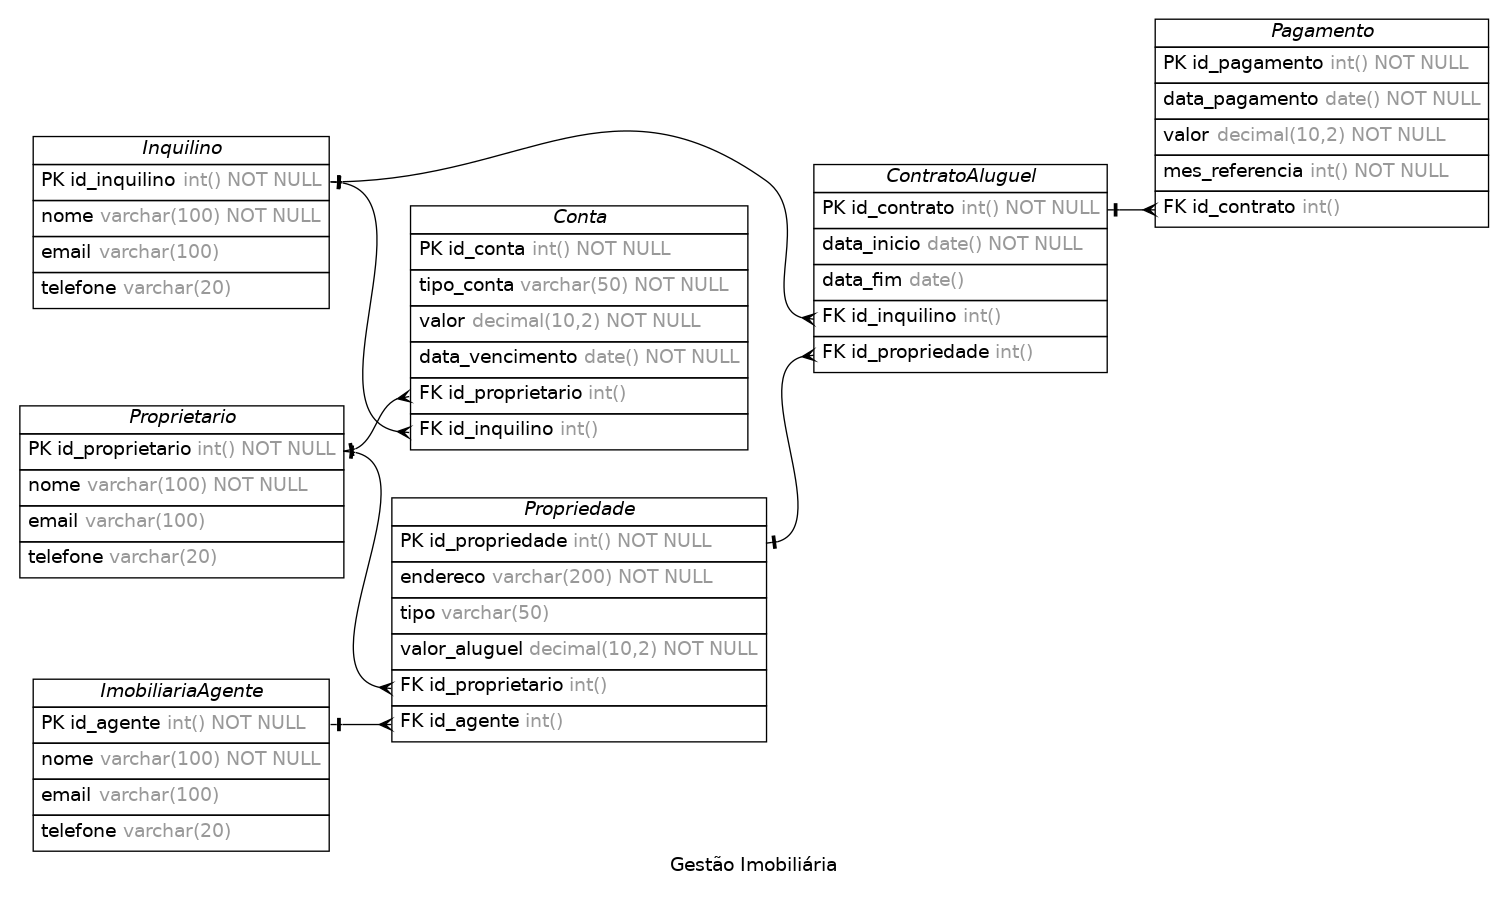 Inquilino
PK id_inquilino int() NOT NULL
nome varchar(100) NOT NULL
email varchar(100)
telefone varchar(20)
Proprietario
PK id_proprietario int() NOT NULL
nome varchar(100) NOT NULL
email varchar(100)
telefone varchar(20)
ImobiliariaAgente
PK id_agente int() NOT NULL
nome varchar(100) NOT NULL
email varchar(100)
telefone varchar(20)
Conta
PK id_conta int() NOT NULL
tipo_conta varchar(50) NOT NULL
valor decimal(10,2) NOT NULL
data_vencimento date() NOT NULL
FK id_proprietario int()
FK id_inquilino int()
Propriedade
PK id_propriedade int() NOT NULL
endereco varchar(200) NOT NULL
tipo varchar(50)
valor_aluguel decimal(10,2) NOT NULL
FK id_proprietario int()
FK id_agente int()
ContratoAluguel
PK id_contrato int() NOT NULL
data_inicio date() NOT NULL
data_fim date()
FK id_inquilino int()
FK id_propriedade int()
Pagamento
PK id_pagamento int() NOT NULL
data_pagamento date() NOT NULL
valor decimal(10,2) NOT NULL
mes_referencia int() NOT NULL
FK id_contrato int()
Gestão Imobiliária